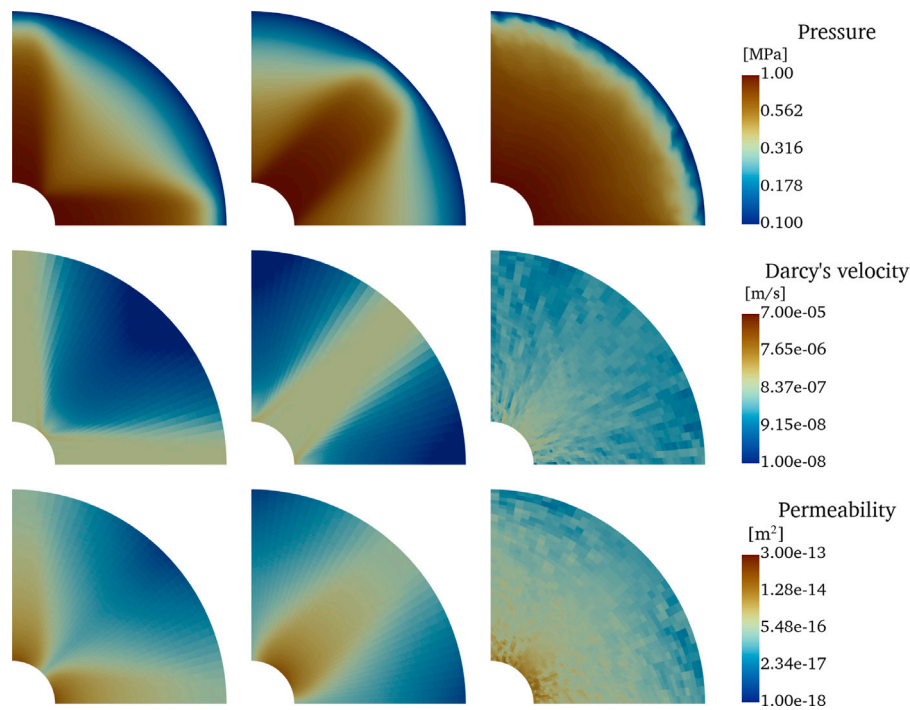 Pressure
[MPa]
1.00
0.562
0.316
0.178
0.100
Darcy's velocity
[m/s]
7.00e-05
7.65e-06
8.37e-07
9.15e-08
1.00e-08
Permeability
[m²]
3.00e-13
1.28e-14
5.48e-16
2.34e-17
1.00e-18